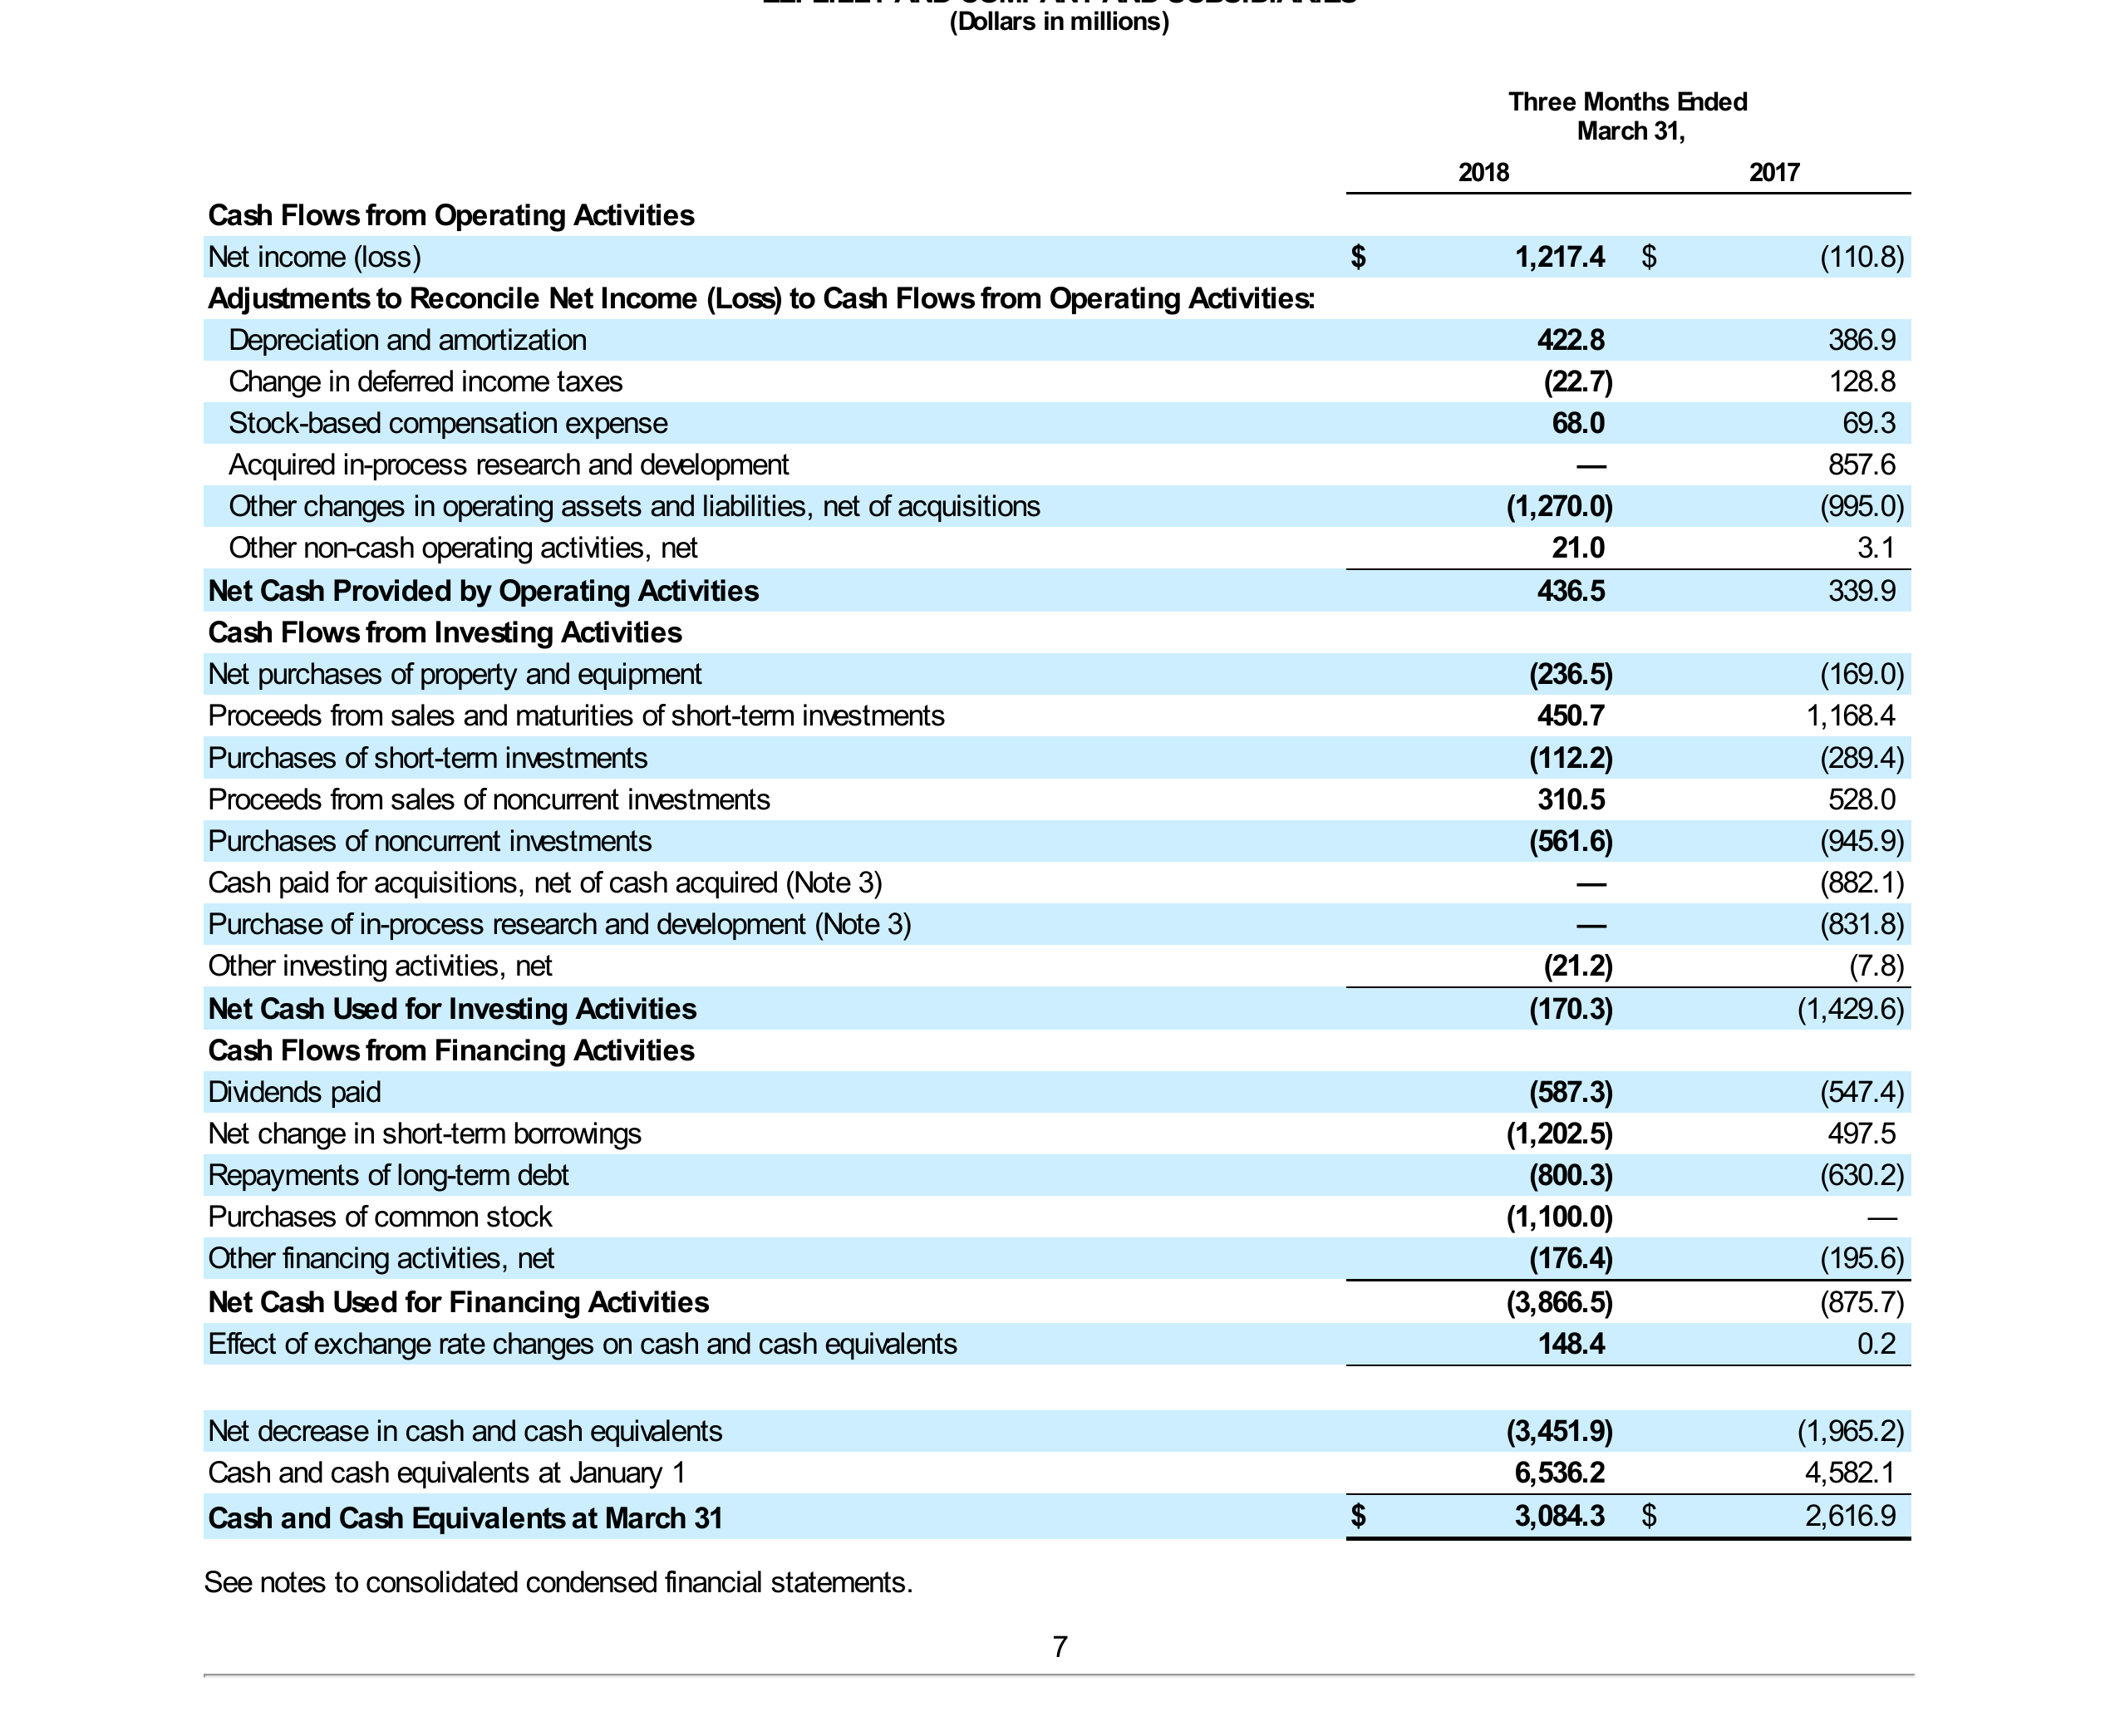 (Dollars in millions)
Three Months Ended
March 31,
2018 2017
Cash Flows from Operating Activities
Net income (loss) $ 1,217.4 $ (110.8)
Adjustments to Reconcile Net Income (Loss) to Cash Flows from Operating Activities:
Depreciation and amortization 422.8 386.9
Change in deferred income taxes (22.7) 128.8
Stock-based compensation expense 68.0 69.3
Acquired in-process research and development — 857.6
Other changes in operating assets and liabilities, net of acquisitions (1,270.0) (995.0)
Other non-cash operating activities, net 21.0 3.1
Net Cash Provided by Operating Activities 436.5 339.9
Cash Flows from Investing Activities
Net purchases of property and equipment (236.5) (169.0)
Proceeds from sales and maturities of short-term investments 450.7 1,168.4
Purchases of short-term investments (112.2) (289.4)
Proceeds from sales of noncurrent investments 310.5 528.0
Purchases of noncurrent investments (561.6) (945.9)
Cash paid for acquisitions, net of cash acquired (Note 3) — (882.1)
Purchase of in-process research and development (Note 3) — (831.8)
Other investing activities, net (21.2) (7.8)
Net Cash Used for Investing Activities (170.3) (1,429.6)
Cash Flows from Financing Activities
Dividends paid (587.3) (547.4)
Net change in short-term borrowings (1,202.5) 497.5
Repayments of long-term debt (800.3) (630.2)
Purchases of common stock (1,100.0) —
Other financing activities, net (176.4) (195.6)
Net Cash Used for Financing Activities (3,866.5) (875.7)
Effect of exchange rate changes on cash and cash equivalents 148.4 0.2
Net decrease in cash and cash equivalents (3,451.9) (1,965.2)
Cash and cash equivalents at January 1 6,536.2 4,582.1
Cash and Cash Equivalents at March 31 $ 3,084.3 $ 2,616.9
See notes to consolidated condensed financial statements.
7